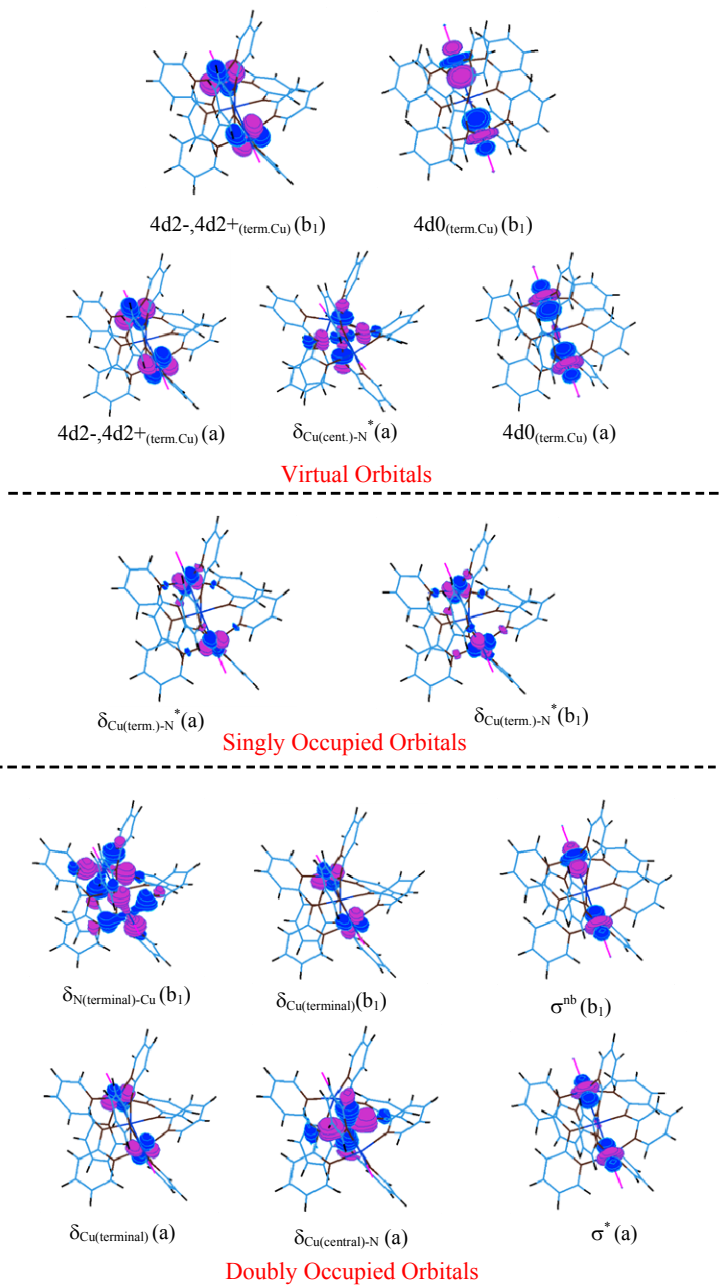 4d2-,4d2+(term.Cu) (b1) 4d0(term.Cu) (b1)
4d2-,4d2+(term.Cu) (a) δCu(cent.)-N*(a) 4d0(term.Cu) (a)
Virtual Orbitals
δCu(term.)-N*(a) δCu(term.)-N*(b1)
Singly Occupied Orbitals
δN(terminal)-Cu (b1) δCu(terminal)(b1) σnb (b1)
δCu(terminal) (a) δCu(central)-N (a) σ* (a)
Doubly Occupied Orbitals